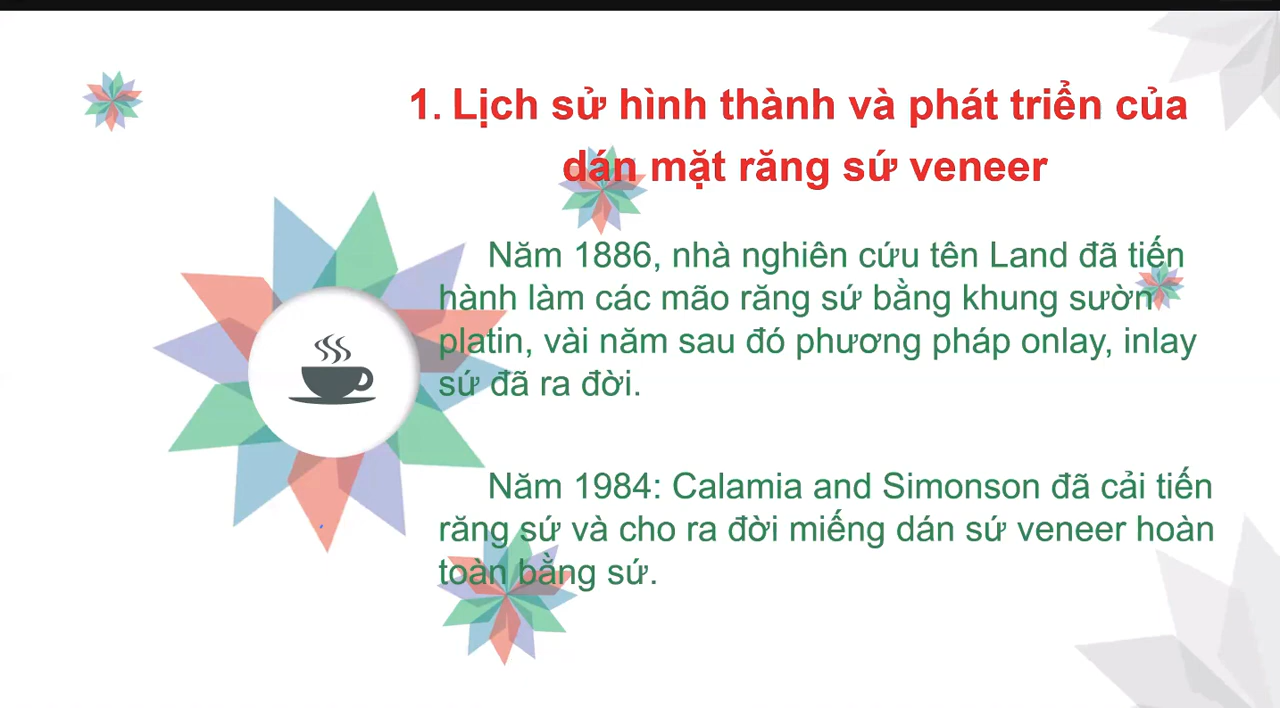 1. Lịch sử hình thành và phát triển của
dán mặt răng sứ veneer
Năm 1886, nhà nghiên cứu tên Land đã tiến
hành làm các mão răng sứ bằng khung sườn
platin, vài năm sau đó phương pháp onlay, inlay
sứ đã ra đời.
Năm 1984: Calamia and Simonson đã cải tiến
răng sứ và cho ra đời miếng dán sứ veneer hoàn
toàn bằng sứ.